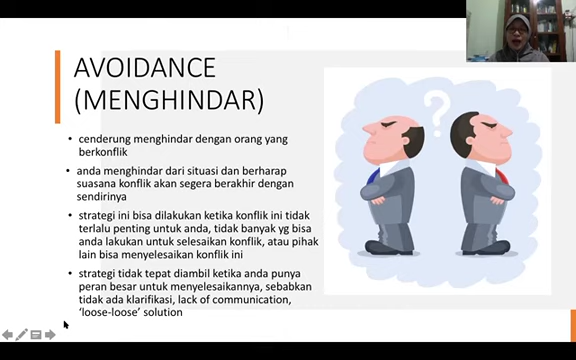 AVOIDANCE
(MENGHINDAR)
• cenderung menghindar dengan orang yang
berkonflik
• anda menghindar dari situasi dan berharap
suasana konflik akan segera berakhir dengan
sendirinya
• strategi ini bisa dilakukan ketika konflik ini tidak
terlalu penting untuk anda, tidak banyak yg bisa
anda lakukan untuk selesaikan konflik, atau pihak
lain bisa menyelesaikan konflik ini
• strategi tidak tepat diambil ketika anda punya
peran besar untuk menyelesaikannya, sebabkan
tidak ada klarifikasi, lack of communication,
‘loose-loose’ solution
?